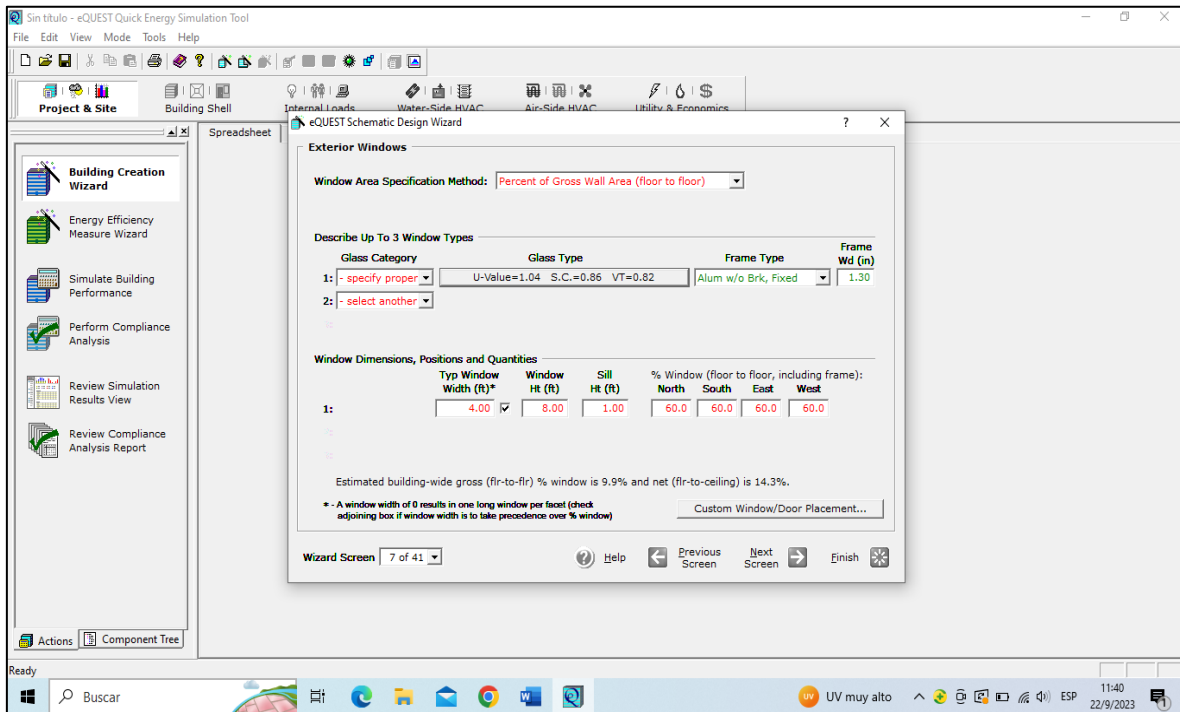 Sin título - eQUEST Quick Energy Simulation Tool
File Edit View Mode Tools Help
Project & Site
Building Shell
Internal Loads
Water-Side HVAC
Air-Side HVAC
Utility & Economics
Spreadsheet
Building Creation
Wizard
Energy Efficiency
Measure Wizard
Simulate Building
Performance
Perform Compliance
Analysis
Review Simulation
Results View
Review Compliance
Analysis Report
Actions
Component Tree
eQUEST Schematic Design Wizard
Exterior Windows
Window Area Specification Method: Percent of Gross Wall Area (floor to floor)
Describe Up To 3 Window Types
Glass Category Glass Type Frame Type Frame
Wd (in)
1: - specify proper U-Value=1.04 S.C.=0.86 VT=0.82 Alum w/o Brk, Fixed 1.30
2: - select another
Window Dimensions, Positions and Quantities
Typ Window Window Sill % Window (floor to floor, including frame):
Width (ft)* Ht (ft) Ht (ft) North South East West
1: 4.00 8.00 1.00 60.0 60.0 60.0 60.0
Estimated building-wide gross (flr-to-flr) % window is 9.9% and net (flr-to-ceiling) is 14.3%.
* - A window width of 0 results in one long window per facet (check
adjoining box if window width is to take precedence over % window)
Custom Window/Door Placement...
Wizard Screen 7 of 41
Help
Previous
Screen
Next
Screen
Finish
Ready
Buscar
UV UV muy alto
ESP
11:40
22/9/2023
1